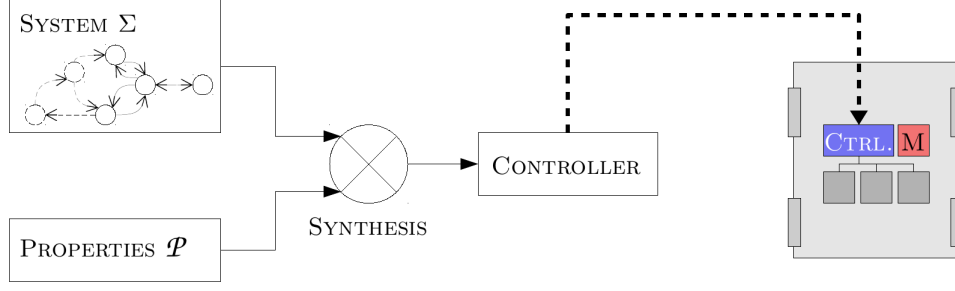 SYSTEM Σ
CTRL. M
CONTROLLER
SYNTHESIS
PROPERTIES 𝒫